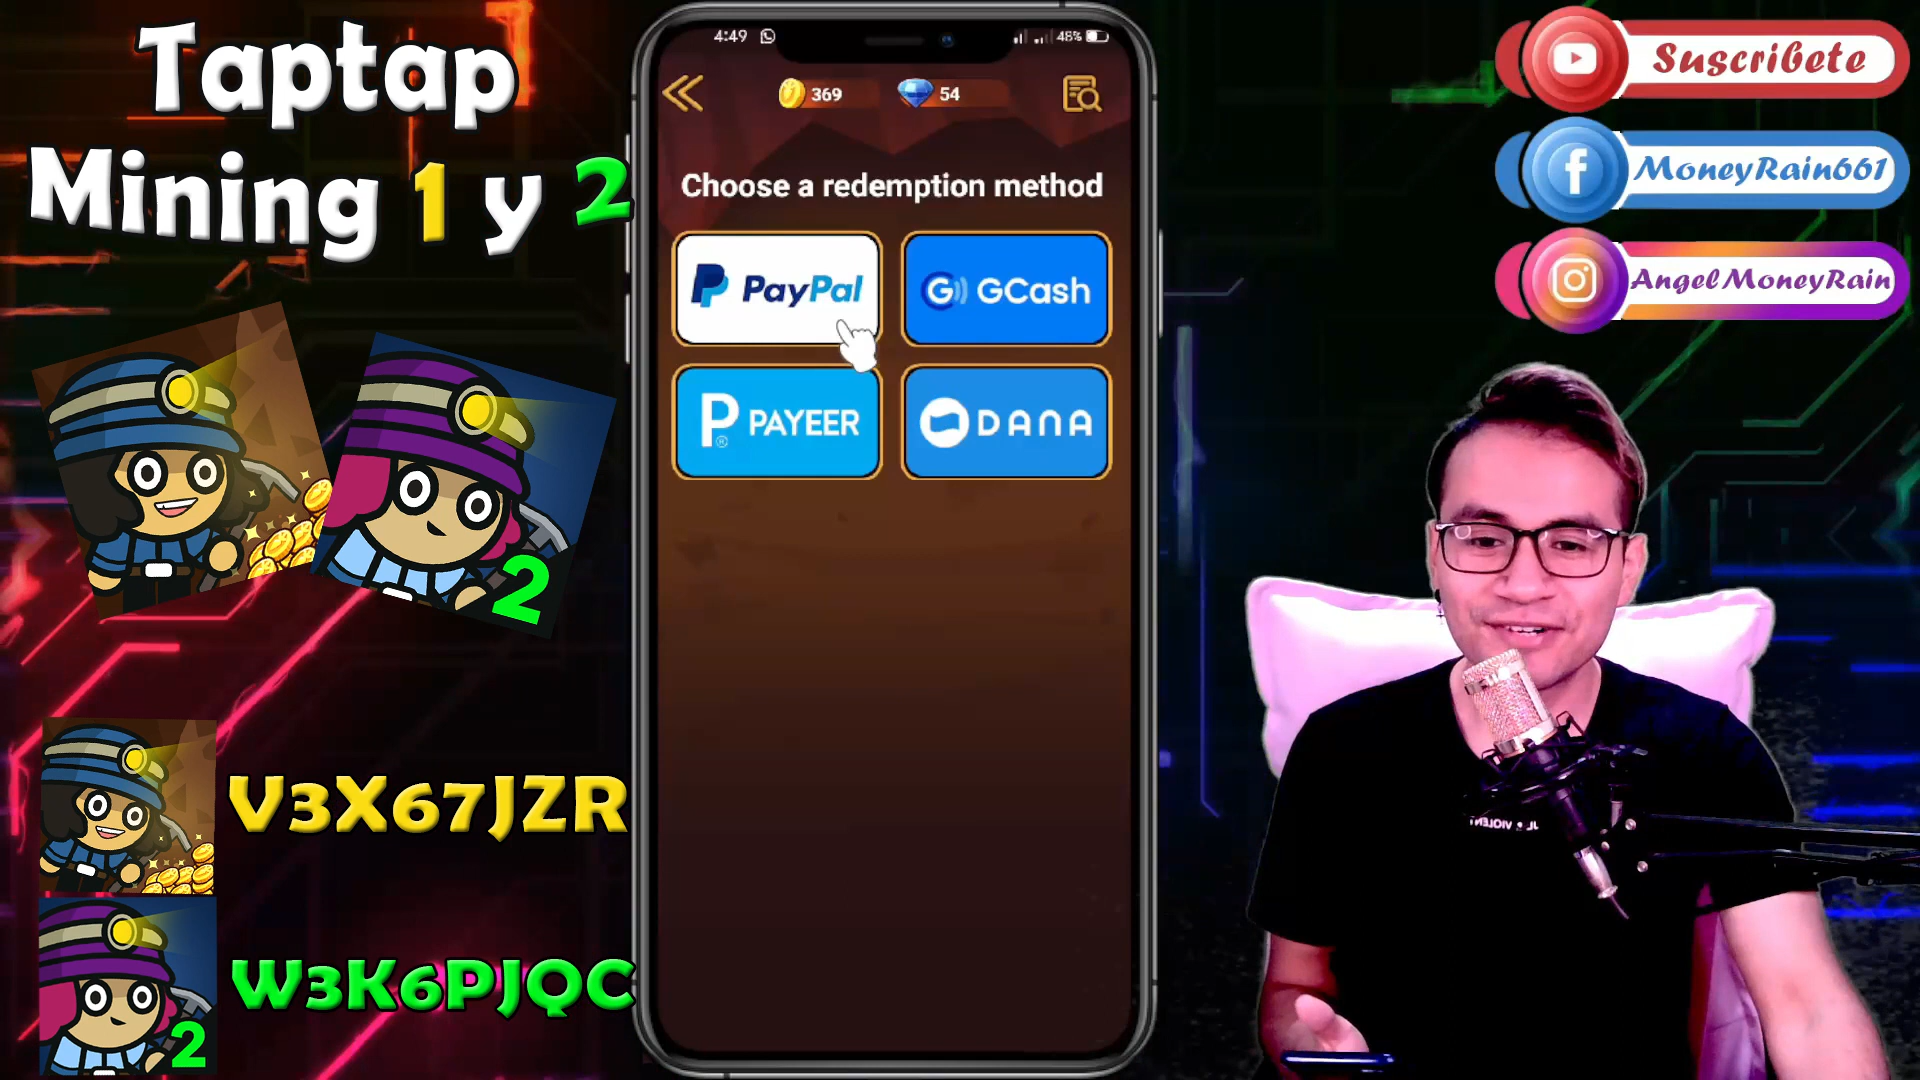 Taptap
Mining 1 y 2
2
V3X67JZR
2
W3K6PJQC
4:49
48%
369
54
Choose a redemption method
PayPal
GCash
PAYEER
DANA
Suscribete
MoneyRain661
AngelMoneyRain